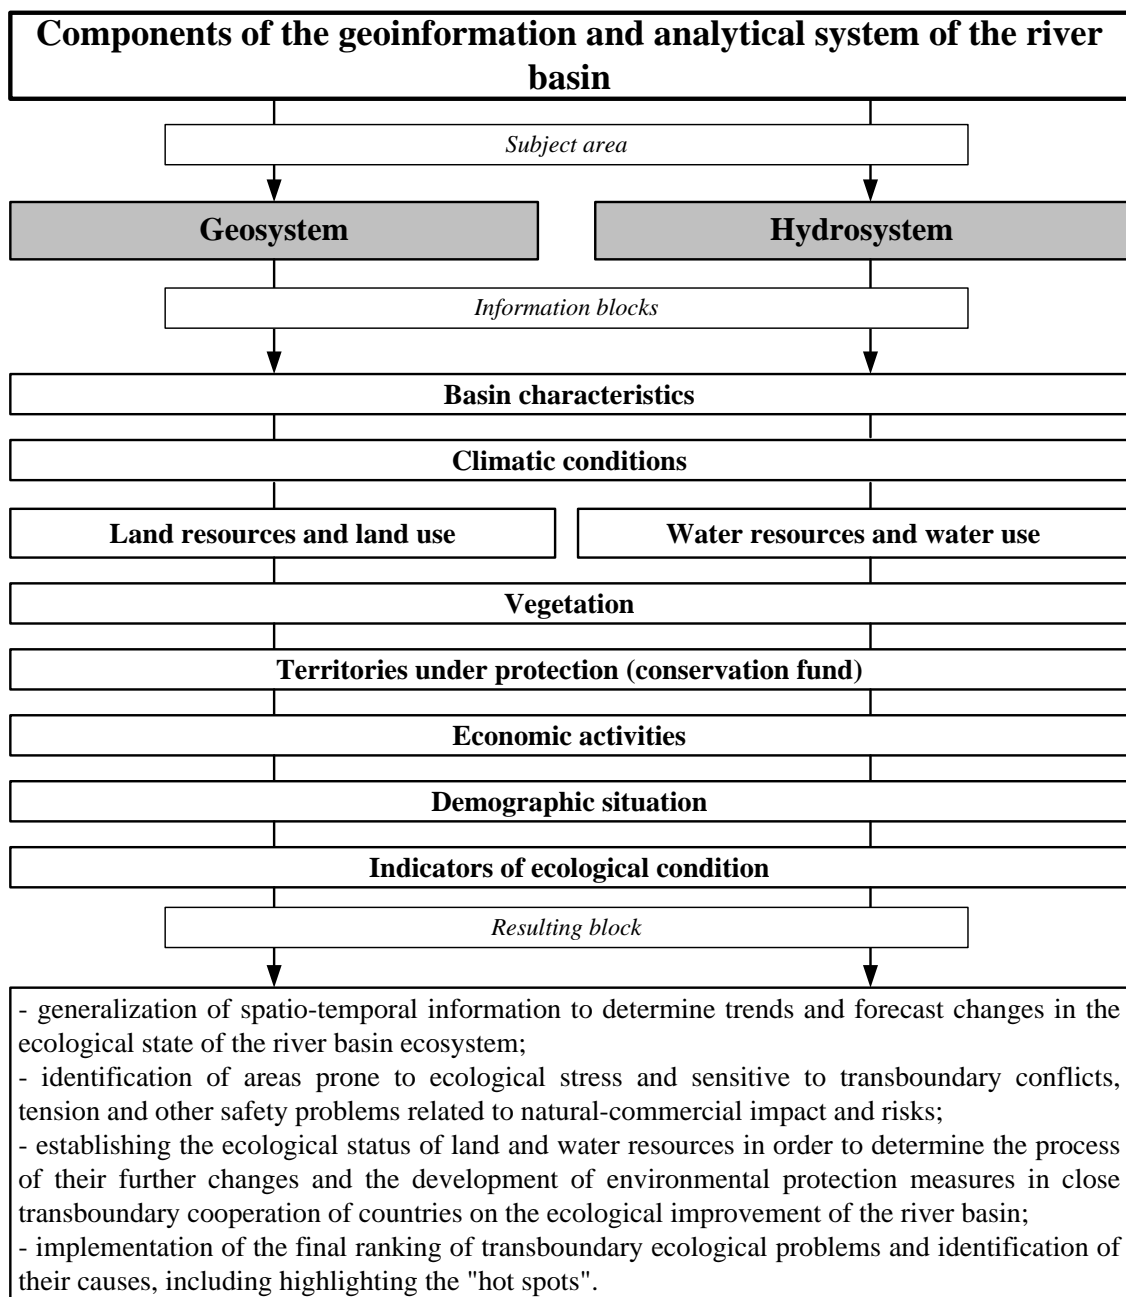 Components of the geoinformation and analytical system of the river
basin
Subject area
Geosystem
Hydrosystem
Information blocks
Basin characteristics
Climatic conditions
Land resources and land use
Water resources and water use
Vegetation
Territories under protection (conservation fund)
Economic activities
Demographic situation
Indicators of ecological condition
Resulting block
- generalization of spatio-temporal information to determine trends and forecast changes in the
ecological state of the river basin ecosystem;
- identification of areas prone to ecological stress and sensitive to transboundary conflicts,
tension and other safety problems related to natural-commercial impact and risks;
- establishing the ecological status of land and water resources in order to determine the process
of their further changes and the development of environmental protection measures in close
transboundary cooperation of countries on the ecological improvement of the river basin;
- implementation of the final ranking of transboundary ecological problems and identification of
their causes, including highlighting the "hot spots".